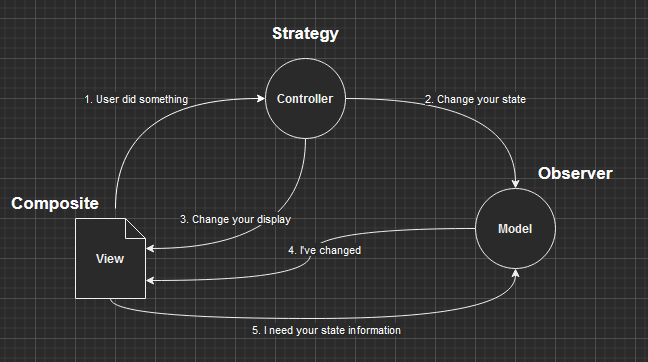 Strategy
Controller
1. User did something
2. Change your state
Observer
Composite
3. Change your display
View
4. I've changed
Model
5. I need your state information